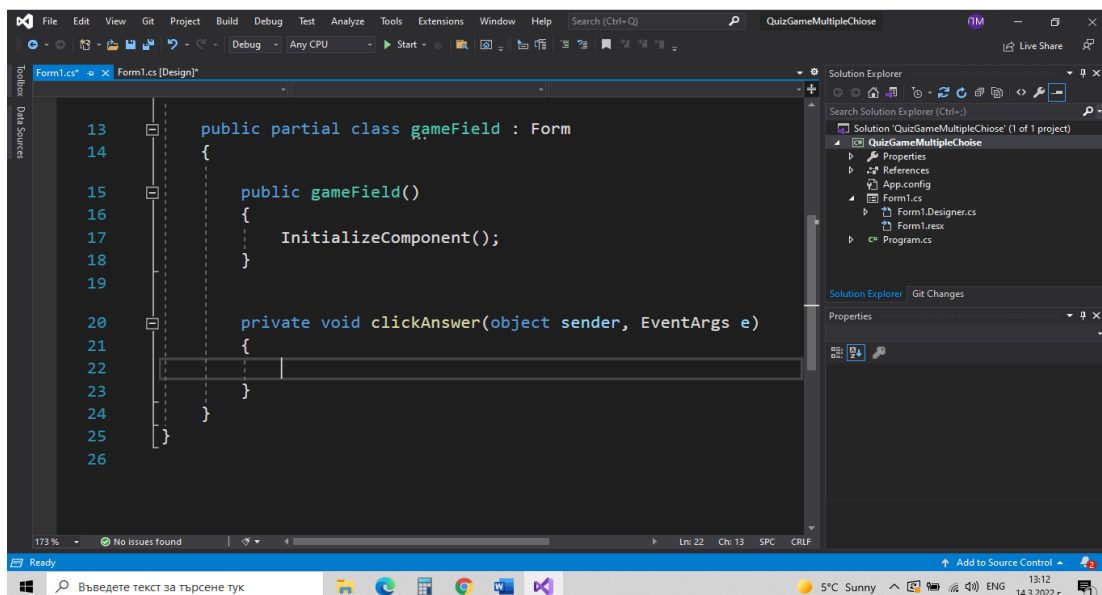 File Edit View Git Project Build Debug Test Analyze Tools Extensions Window Help Search (Ctrl+Q) QuizGameMultipleChiose ПМ
Debug Any CPU Start Live Share
Toolbox
Data Sources
Form1.cs* Form1.cs [Design]*
13 public partial class gameField : Form
14 {
15 public gameField()
16 {
17 InitializeComponent();
18 }
19
20 private void clickAnswer(object sender, EventArgs e)
21 {
22
23 }
24 }
25 }
26
173 % No issues found Ln: 22 Ch: 13 SPC CRLF
Solution Explorer
Search Solution Explorer (Ctrl+;)
Solution 'QuizGameMultipleChiose' (1 of 1 project)
C# QuizGameMultipleChoise
Properties
References
App.config
Form1.cs
Form1.Designer.cs
Form1.resx
C# Program.cs
Solution Explorer Git Changes
Properties
Ready Add to Source Control 2
Въведете текст за търсене тук 5°C Sunny ENG 13:12
14.3.2022 г.